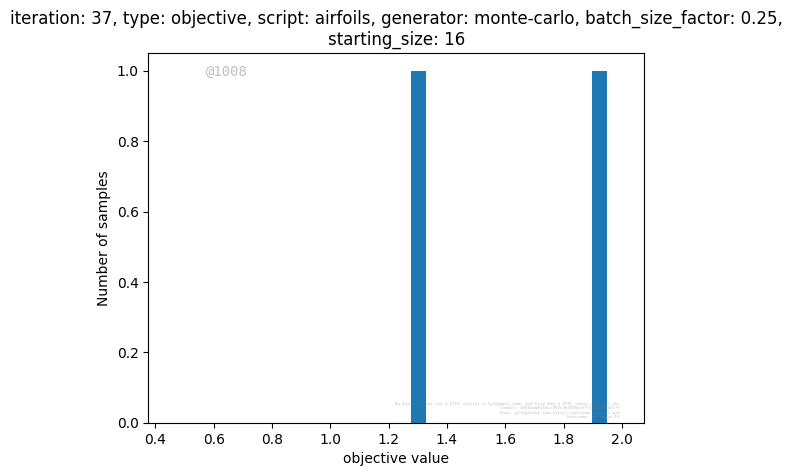 iteration: 37, type: objective, script: airfoils, generator: monte-carlo, batch_size_factor: 0.25,
starting_size: 16
@1008
Number of samples
1.0
0.8
0.6
0.4
0.2
0.0
0.4 0.6 0.8 1.0 1.2 1.4 1.6 1.8 2.0
objective value